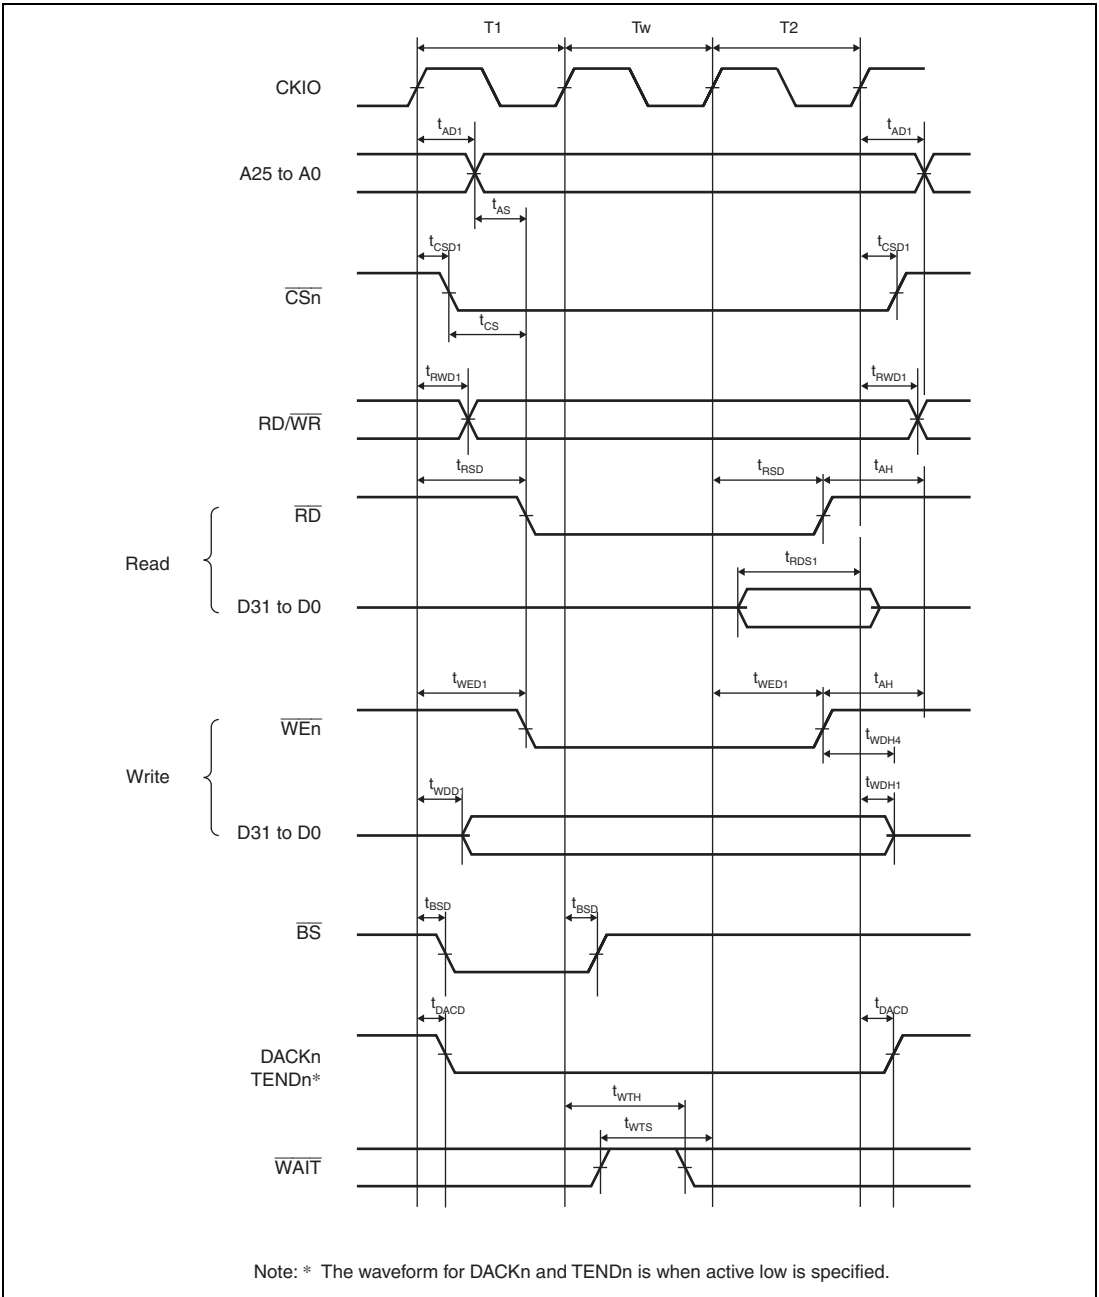 T1 Tw T2
CKIO
tAD1 tAD1
A25 to A0
tAS
tCSD1 tCSD1
CSn
tCS
tRWD1 tRWD1
RD/WR
tRSD tRSD tAH
RD
Read
tRDS1
D31 to D0
tWED1 tWED1 tAH
WEn
tWDH4
Write
tWDD1 tWDH1
D31 to D0
tBSD tBSD
BS
tDACD tDACD
DACKn
TENDn*
tWTH
tWTS
WAIT
Note: * The waveform for DACKn and TENDn is when active low is specified.